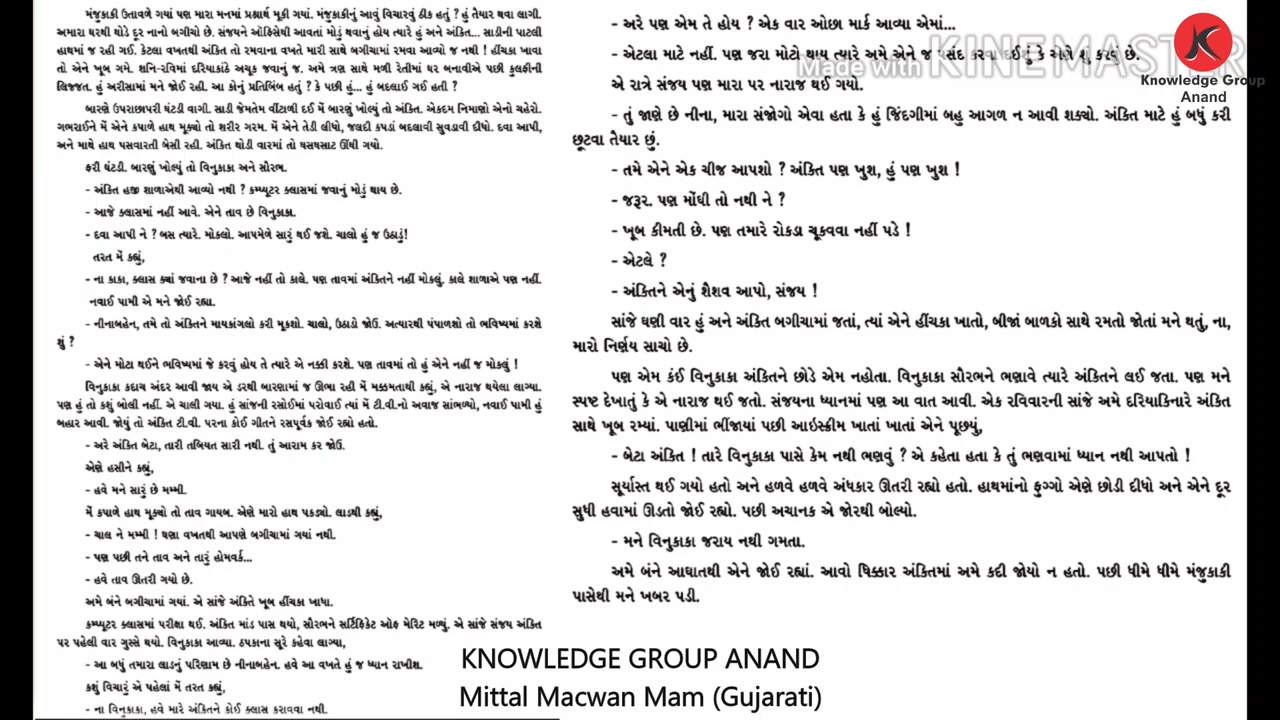 મંજુકાકી ઉતાવળે ગયાં પણ મારા મનમાં પ્રશ્નાર્થ મૂકી ગયાં. મંજુકાકીનું આવું વિચારવું ઠીક હતું ? હું તૈયાર થવા લાગી.
અમારા ઘરથી થોડે દૂર નાનો બગીચો છે. સંજયને ઓફિસેથી આવતાં મોડું થવાનું હોય ત્યારે હું અને અંકિત... સાડીની પાટલી
હાથમાં જ રહી ગઈ. કેટલા વખતથી અંકિત તો રમવાના વખતે મારી સાથે બગીચામાં રમવા આવ્યો જ નથી ! હીંચકા ખાવા
તો એને ખૂબ ગમે. શનિ-રવિમાં દરિયાકાંઠે અચૂક જવાનું જ. અમે ત્રણ સાથે મળી રેતીમાં ઘર બનાવીએ પછી કુલફીની
લિજ્જત. હું અરીસામાં મને જોઈ રહી. આ કોનું પ્રતિબિંબ હતું ? કે પછી હું... હું બદલાઈ ગઈ હતી ?
બારણે ઉપરાછાપરી ઘંટડી વાગી. સાડી જેમતેમ વીંટાળી દઈ મેં બારણું ખોલ્યું તો અંકિત. એકદમ નિમાણો એનો ચહેરો.
ગભરાઈને મેં એને કપાળે હાથ મૂક્યો તો શરીર ગરમ. મેં એને તેડી લીધો, જલદી કપડાં બદલાવી સુવડાવી દીધો. દવા આપી,
અને માથે હાથ પસવારતી બેસી રહી. અંકિત થોડી વારમાં તો ઘસઘસાટ ઊંઘી ગયો.
ફરી ઘંટડી. બારણું ખોલ્યું તો વિનુકાકા અને સૌરભ.
- અંકિત હજી શાળાએથી આવ્યો નથી ? કમ્પ્યૂટર ક્લાસમાં જવાનું મોડું થાય છે.
- આજે ક્લાસમાં નહીં આવે. એને તાવ છે વિનુકાકા.
- દવા આપી ને ? બસ ત્યારે. મોકલો. આપમેળે સારું થઈ જશે. ચાલો હું જ ઉઠાડું!
તરત મેં કહ્યું,
- ના કાકા, ક્લાસ ક્યાં જવાના છે ? આજે નહીં તો કાલે. પણ તાવમાં અંકિતને નહીં મોકલું. કાલે શાળાએ પણ નહીં.
નવાઈ પામી એ મને જોઈ રહ્યા.
- નીનાબહેન, તમે તો અંકિતને માયકાંગલો કરી મૂકશો. ચાલો, ઉઠાડો જોઉં. અત્યારથી પંપાળશો તો ભવિષ્યમાં કરશે
શું ?
- એને મોટા થઈને ભવિષ્યમાં જે કરવું હોય તે ત્યારે એ નક્કી કરશે. પણ તાવમાં તો હું એને નહીં જ મોકલું !
વિનુકાકા કદાચ અંદર આવી જાય એ ડરથી બારણામાં જ ઊભા રહી મેં મક્કમતાથી કહ્યું, એ નારાજ થયેલા લાગ્યા.
પણ હું તો કશું બોલી નહીં. એ ચાલી ગયા. હું સાંજની રસોઈમાં પરોવાઈ ત્યાં મેં ટી.વી.નો અવાજ સાંભળ્યો, નવાઈ પામી હું
બહાર આવી. જોયું તો અંકિત ટી.વી. પરના કોઈ ગીતને રસપૂર્વક જોઈ રહ્યો હતો.
- અરે અંકિત બેટા, તારી તબિયત સારી નથી. તું આરામ કર જોઉં.
એણે હસીને કહ્યું,
- હવે મને સારું છે મમ્મી.
મેં કપાળે હાથ મૂક્યો તો તાવ ગાયબ. એણે મારો હાથ પકડ્યો. લાડથી કહ્યું,
- ચાલ ને મમ્મી ! ઘણા વખતથી આપણે બગીચામાં ગયાં નથી.
- પણ પછી તને તાવ અને તારું હોમવર્ક...
- હવે તાવ ઊતરી ગયો છે.
અમે બંને બગીચામાં ગયાં. એ સાંજે અંકિતે ખૂબ હીંચકા ખાધા.
કમ્પ્યૂટર ક્લાસમાં પરીક્ષા થઈ. અંકિત માંડ પાસ થયો, સૌરભને સર્ટિફિકેટ ઓફ મેરિટ મળ્યું. એ સાંજે સંજય અંકિત
પર પહેલી વાર ગુસ્સે થયો. વિનુકાકા આવ્યા. ઠપકાના સૂરે કહેવા લાગ્યા,
- આ બધું તમારા લાડનું પરિણામ છે નીનાબહેન. હવે આ વખતે હું જ ધ્યાન રાખીશ.
કશું વિચારું એ પહેલાં મેં તરત કહ્યું,
- ના વિનુકાકા, હવે મારે અંકિતને કોઈ ક્લાસ કરાવવા નથી.
- અરે પણ એમ તે હોય ? એક વાર ઓછા માર્ક આવ્યા એમાં...
- એટલા માટે નહીં. પણ જરા મોટો થાય ત્યારે અમે એને જ પસંદ કરવા દઈશું કે એણે શું કરવું છે.
એ રાત્રે સંજય પણ મારા પર નારાજ થઈ ગયો.
- તું જાણે છે નીના, મારા સંજોગો એવા હતા કે હું જિંદગીમાં બહુ આગળ ન આવી શક્યો. અંકિત માટે હું બધું કરી
છૂટવા તૈયાર છું.
- તમે એને એક ચીજ આપશો ? અંકિત પણ ખુશ, હું પણ ખુશ !
- જરૂર. પણ મોંઘી તો નથી ને ?
- ખૂબ કીમતી છે. પણ તમારે રોકડા ચૂકવવા નહીં પડે !
- એટલે ?
- અંકિતને એનું શૈશવ આપો, સંજય !
સાંજે ઘણી વાર હું અને અંકિત બગીચામાં જતાં, ત્યાં એને હીંચકા ખાતો, બીજાં બાળકો સાથે રમતો જોતાં મને થતું, ના,
મારો નિર્ણય સાચો છે.
પણ એમ કંઈ વિનુકાકા અંકિતને છોડે એમ નહોતા. વિનુકાકા સૌરભને ભણાવે ત્યારે અંકિતને લઈ જતા. પણ મને
સ્પષ્ટ દેખાતું કે એ નારાજ થઈ જતો. સંજયના ધ્યાનમાં પણ આ વાત આવી. એક રવિવારની સાંજે અમે દરિયાકિનારે અંકિત
સાથે ખૂબ રમ્યાં. પાણીમાં ભીંજાયાં પછી આઇસ્ક્રીમ ખાતાં ખાતાં એને પૂછ્યું,
- બેટા અંકિત ! તારે વિનુકાકા પાસે કેમ નથી ભણવું ? એ કહેતા હતા કે તું ભણવામાં ધ્યાન નથી આપતો !
સૂર્યાસ્ત થઈ ગયો હતો અને હળવે હળવે અંધકાર ઊતરી રહ્યો હતો. હાથમાંનો ફુગ્ગો એણે છોડી દીધો અને એને દૂર
સુધી હવામાં ઊડતો જોઈ રહ્યો. પછી અચાનક એ જોરથી બોલ્યો.
- મને વિનુકાકા જરાય નથી ગમતા.
અમે બંને આઘાતથી એને જોઈ રહ્યાં. આવો ધિક્કાર અંકિતમાં અમે કદી જોયો ન હતો. પછી ધીમે ધીમે મંજુકાકી
પાસેથી મને ખબર પડી.
Made with KINEMASTER
K
Knowledge Group
Anand
KNOWLEDGE GROUP ANAND
Mittal Macwan Mam (Gujarati)